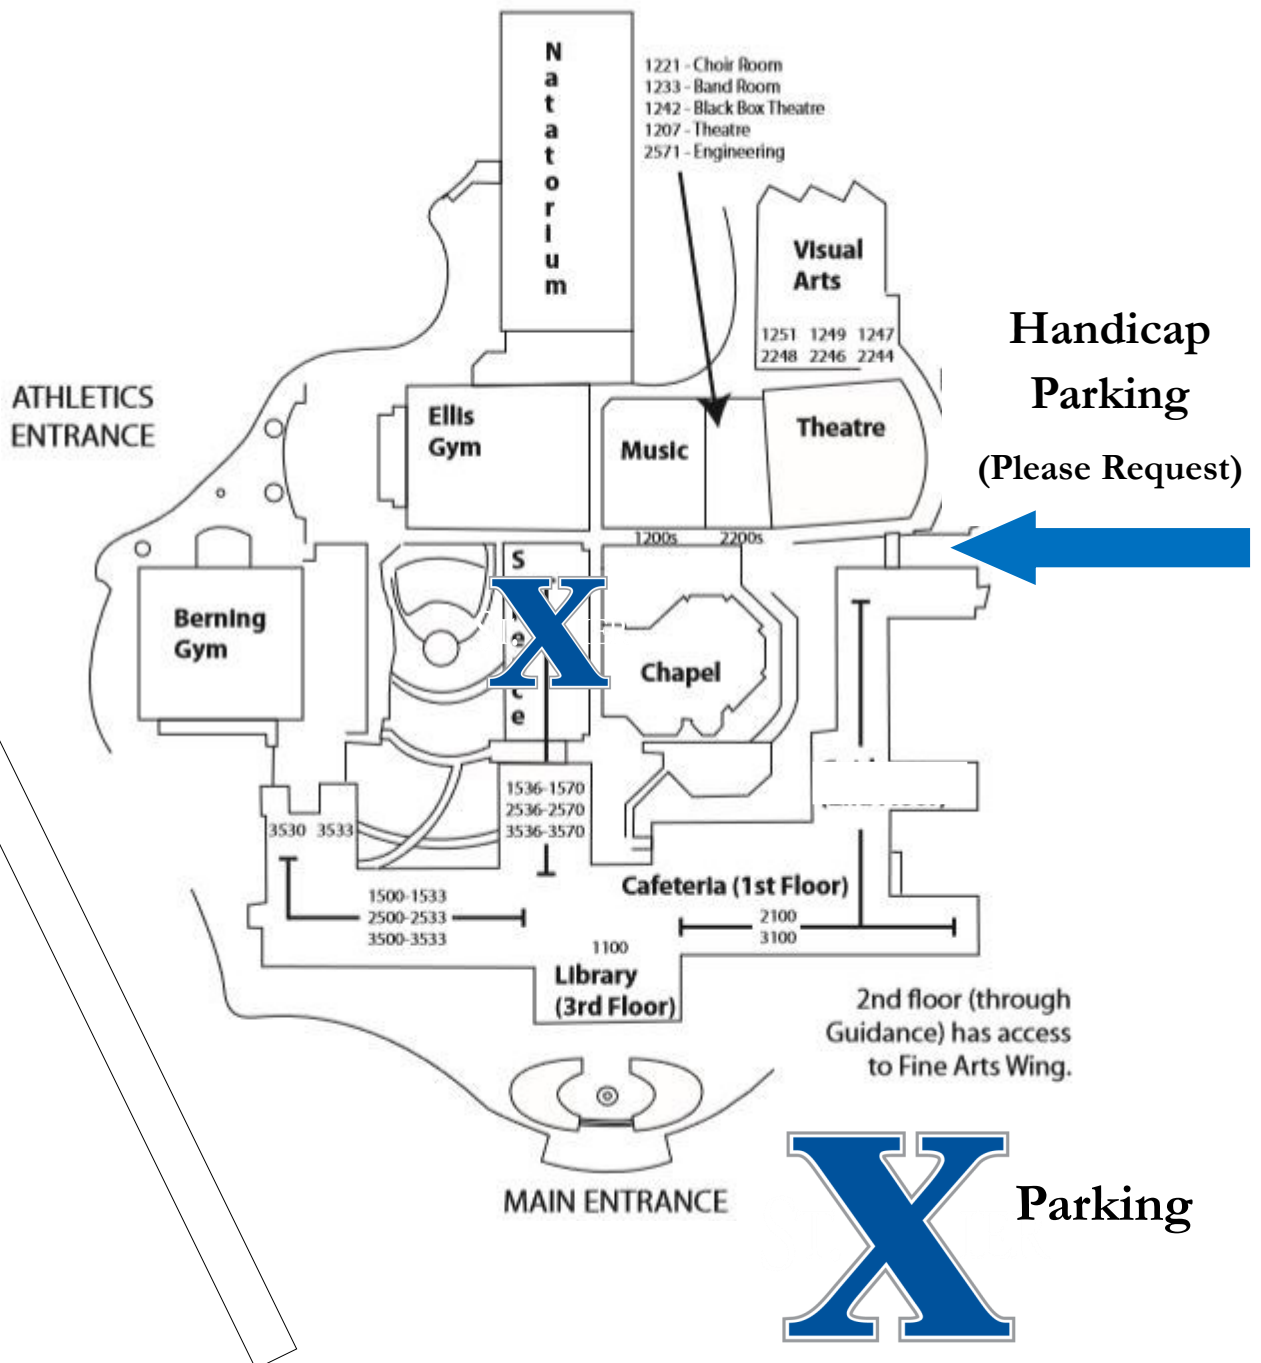 N
a
t
a
t
o
r
i
u
m
1221 - Choir Room
1233 - Band Room
1242 - Black Box Theatre
1207 - Theatre
2571 - Engineering
Visual
Arts
1251 1249 1247
2248 2246 2244
Handicap
Parking
(Please Request)
ATHLETICS
ENTRANCE
Ellis
Gym
Music
Theatre
1200s 2200s
S
X
e
c
e
Berning
Gym
Chapel
1536-1570
2536-2570
3536-3570
3530 3533
1500-1533
2500-2533
3500-3533
Cafeteria (1st Floor)
2100
3100
1100
Library
(3rd Floor)
2nd floor (through
Guidance) has access
to Fine Arts Wing.
MAIN ENTRANCE
X
Parking